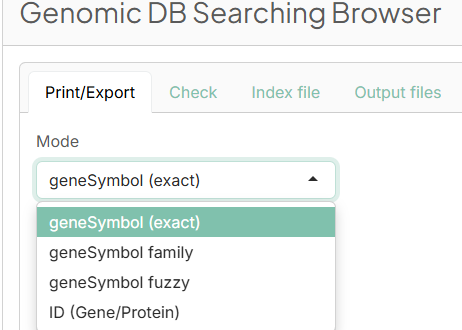 Genomic DB Searching Browser
Print/Export Check Index file Output files
Mode
geneSymbol (exact)
geneSymbol (exact)
geneSymbol family
geneSymbol fuzzy
ID (Gene/Protein)